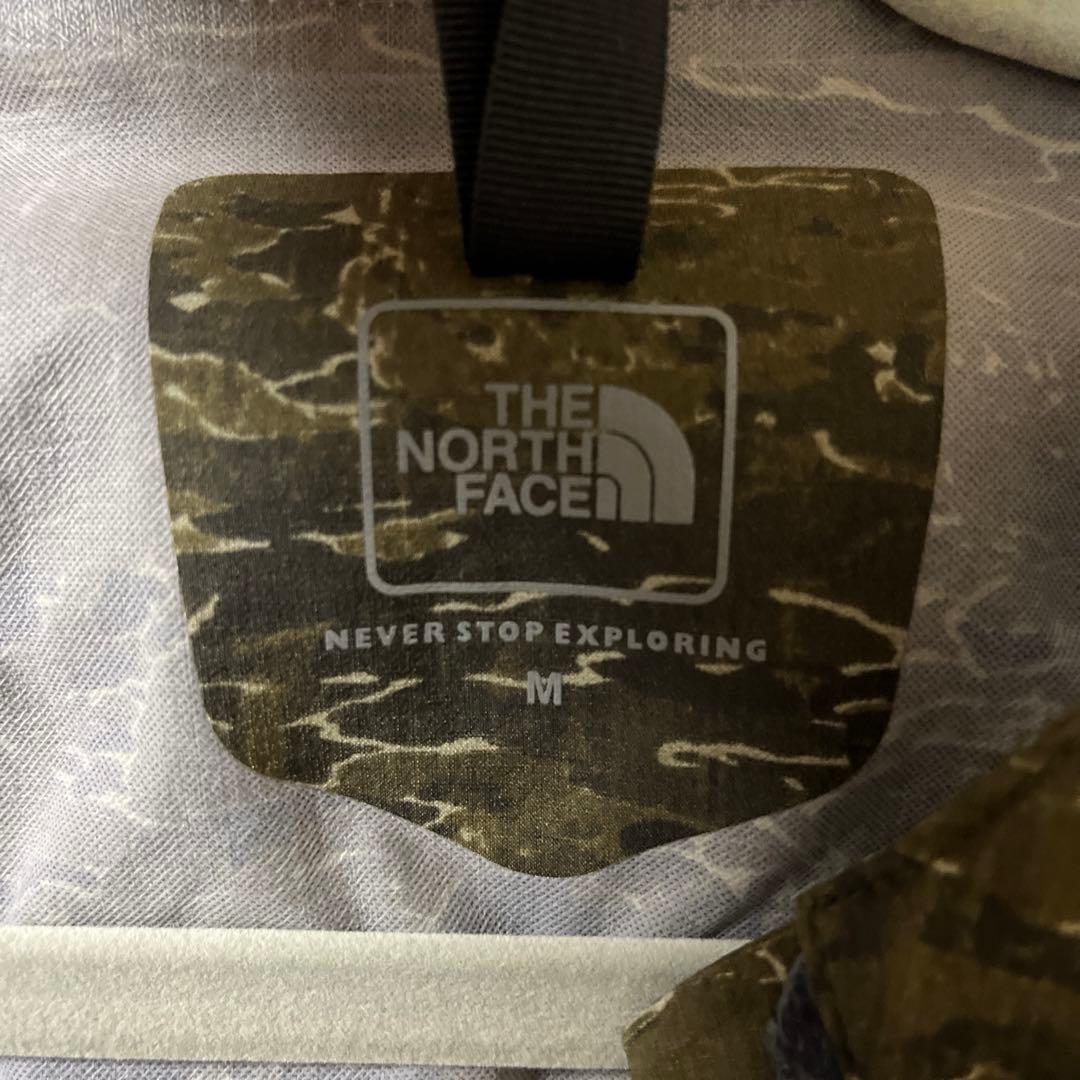 THE
NORTH
FACE
NEVER STOP EXPLORING
M